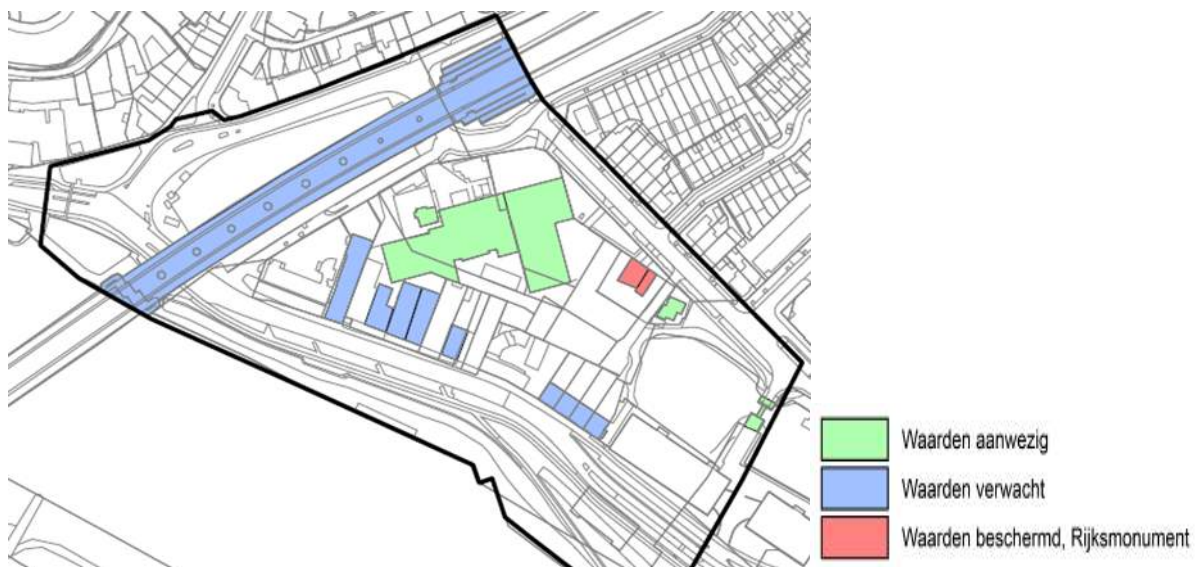 Waarden aanwezig
Waarden verwacht
Waarden beschermd, Rijksmonument